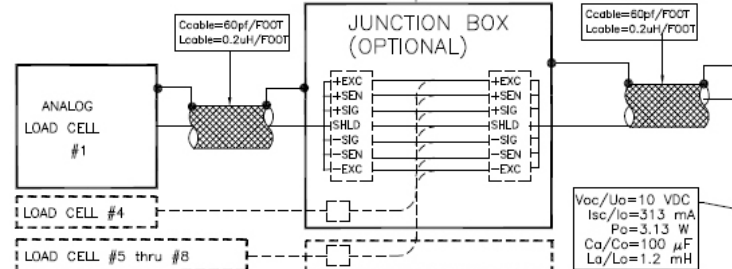 Ccable=60pf/FOOT
Lcable=0.2uH/FOOT
JUNCTION BOX
(OPTIONAL)
Ccable=60pf/FOOT
Lcable=0.2uH/FOOT
ANALOG
LOAD CELL
#1
+EXC
+SEN
+SIG
SHLD
−SIG
−SEN
−EXC
+EXC
+SEN
+SIG
SHLD
−SIG
−SEN
−EXC
LOAD CELL #4
LOAD CELL #5 thru #8
Voc/Uo=10 VDC
Isc/Io=313 mA
Po=3.13 W
Ca/Co=100 µF
La/Lo=1.2 mH